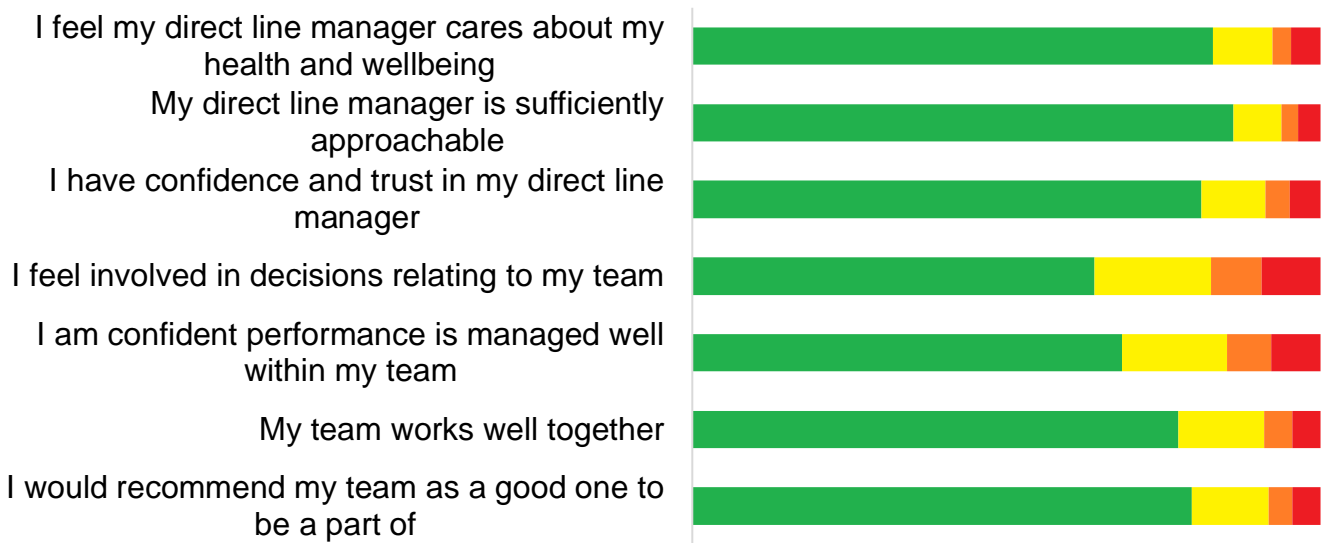 I feel my direct line manager cares about my
health and wellbeing
My direct line manager is sufficiently
approachable
I have confidence and trust in my direct line
manager
I feel involved in decisions relating to my team
I am confident performance is managed well
within my team
My team works well together
I would recommend my team as a good one to
be a part of